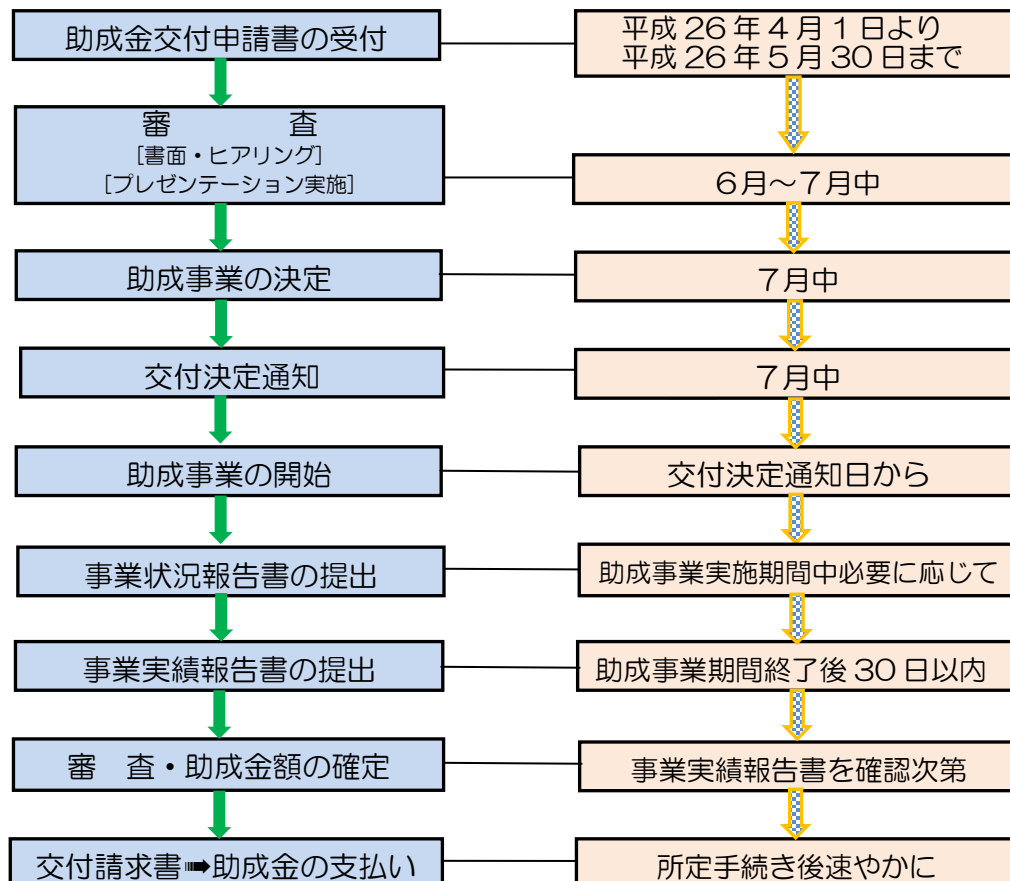 助成金交付申請書の受付
平成 26 年 4 月 1 日より
平成 26 年 5 月 30 日まで
審　　　査
[書面・ヒアリング]
[プレゼンテーション実施]
６月～７月中
助成事業の決定
７月中
交付決定通知
７月中
助成事業の開始
交付決定通知日から
事業状況報告書の提出
助成事業実施期間中必要に応じて
事業実績報告書の提出
助成事業期間終了後 30 日以内
審　査・助成金額の確定
事業実績報告書を確認次第
交付請求書➠助成金の支払い
所定手続き後速やかに